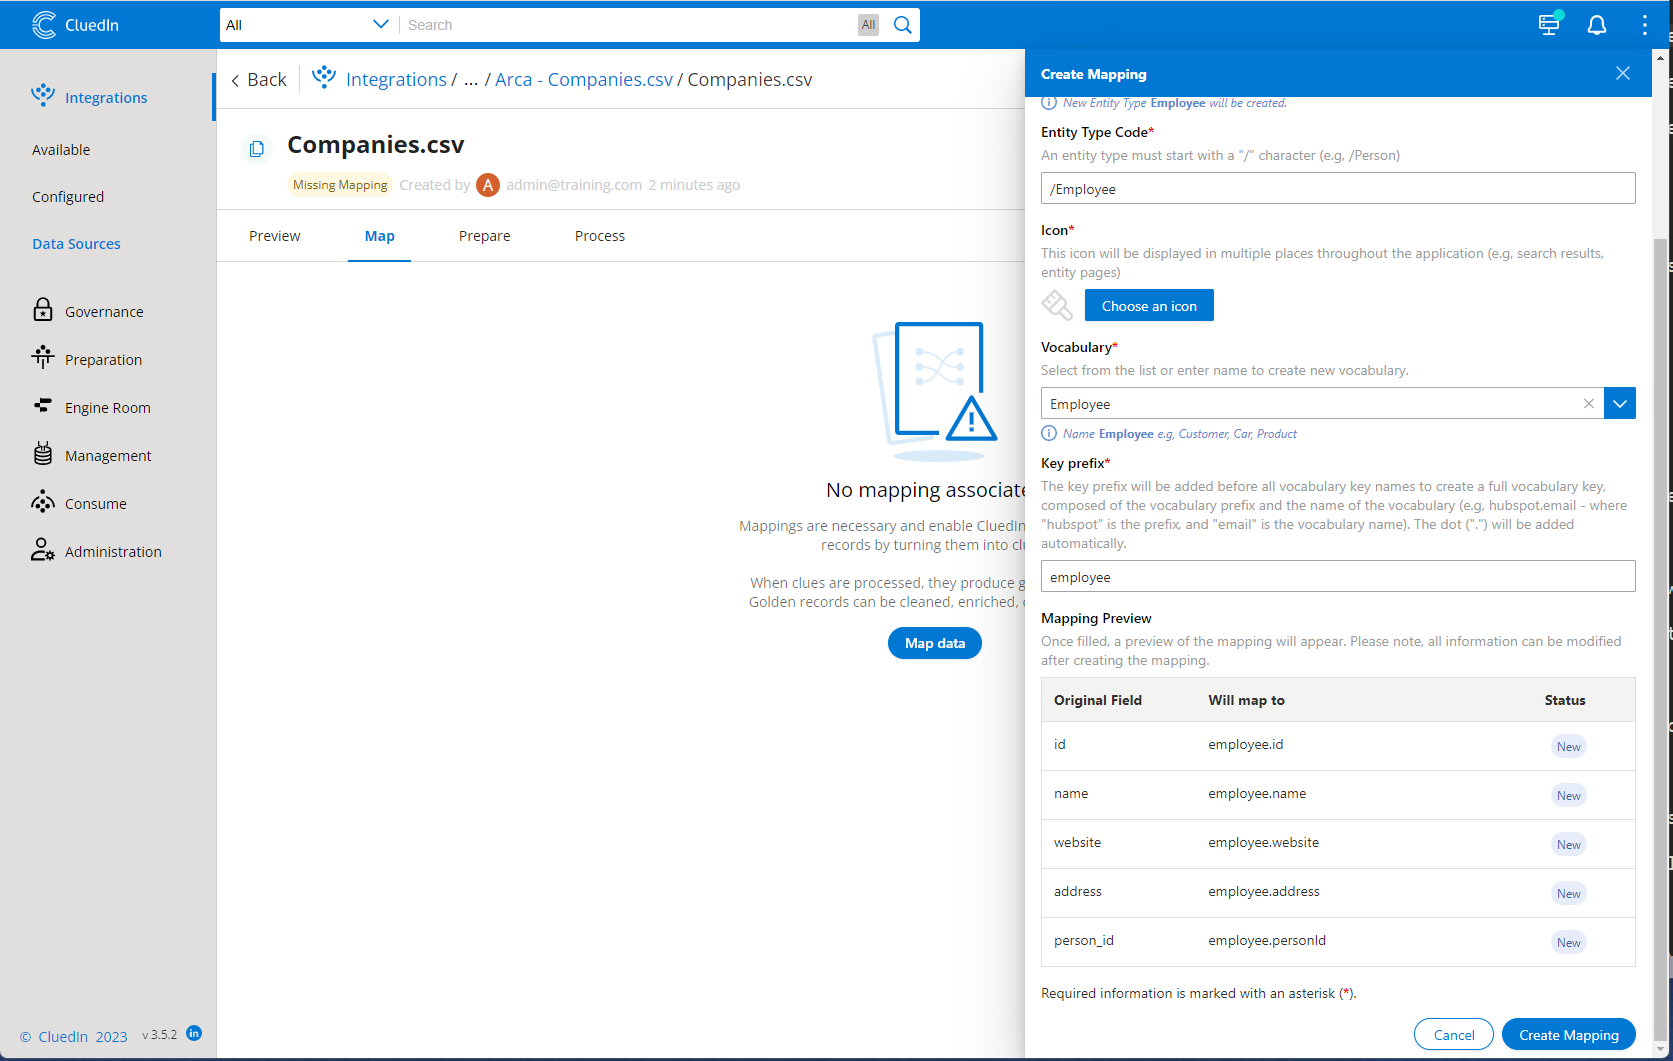 CluedIn
All
Search
All
Integrations
Available
Configured
Data Sources
Governance
Preparation
Engine Room
Management
Consume
Administration
© CluedIn 2023 v 3.5.2 in
Back
Integrations / ... / Arca - Companies.csv / Companies.csv
Companies.csv
Missing Mapping Created by A admin@training.com 2 minutes ago
Preview Map Prepare Process
No mapping associate
Mappings are necessary and enable CluedIn
records by turning them into clu
When clues are processed, they produce g
Golden records can be cleaned, enriched,
Map data
Create Mapping
New Entity Type Employee will be created.
Entity Type Code*
An entity type must start with a "/" character (e.g, /Person)
/Employee
Icon*
This icon will be displayed in multiple places throughout the application (e.g, search results,
entity pages)
Choose an icon
Vocabulary*
Select from the list or enter name to create new vocabulary.
Employee
Name Employee e.g, Customer, Car, Product
Key prefix*
The key prefix will be added before all vocabulary key names to create a full vocabulary key,
composed of the vocabulary prefix and the name of the vocabulary (e.g, hubspot.email - where
"hubspot" is the prefix, and "email" is the vocabulary name). The dot (".") will be added
automatically.
employee
Mapping Preview
Once filled, a preview of the mapping will appear. Please note, all information can be modified
after creating the mapping.
Original Field Will map to Status
id employee.id New
name employee.name New
website employee.website New
address employee.address New
person_id employee.personId New
Required information is marked with an asterisk (*).
Cancel Create Mapping